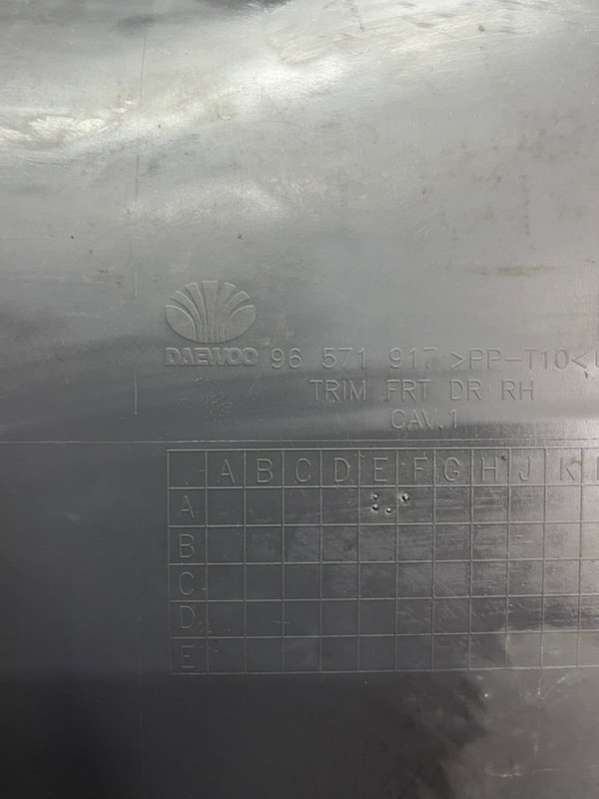 DAEWOO 96 571 917 >PP-T10<
TRIM FRT DR RH
CAV.1
A B C D E F G H J K
A
B
C
D
E